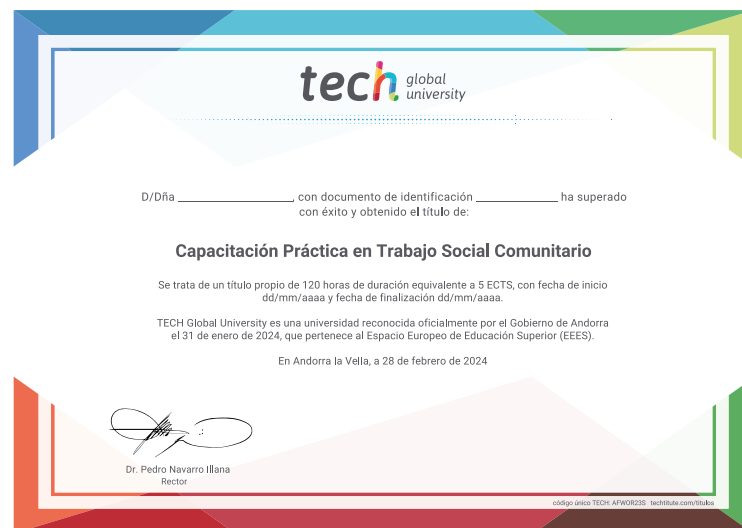 tech global
university
D/Dña ____________________, con documento de identificación ______________ ha superado
con éxito y obtenido el título de:
Capacitación Práctica en Trabajo Social Comunitario
Se trata de un título propio de 120 horas de duración equivalente a 5 ECTS, con fecha de inicio
dd/mm/aaaa y fecha de finalización dd/mm/aaaa.
TECH Global University es una universidad reconocida oficialmente por el Gobierno de Andorra
el 31 de enero de 2024, que pertenece al Espacio Europeo de Educación Superior (EEES).
En Andorra la Vella, a 28 de febrero de 2024
Dr. Pedro Navarro Illana
Rector
código único TECH: AFWOR23S techtitute.com/titulos